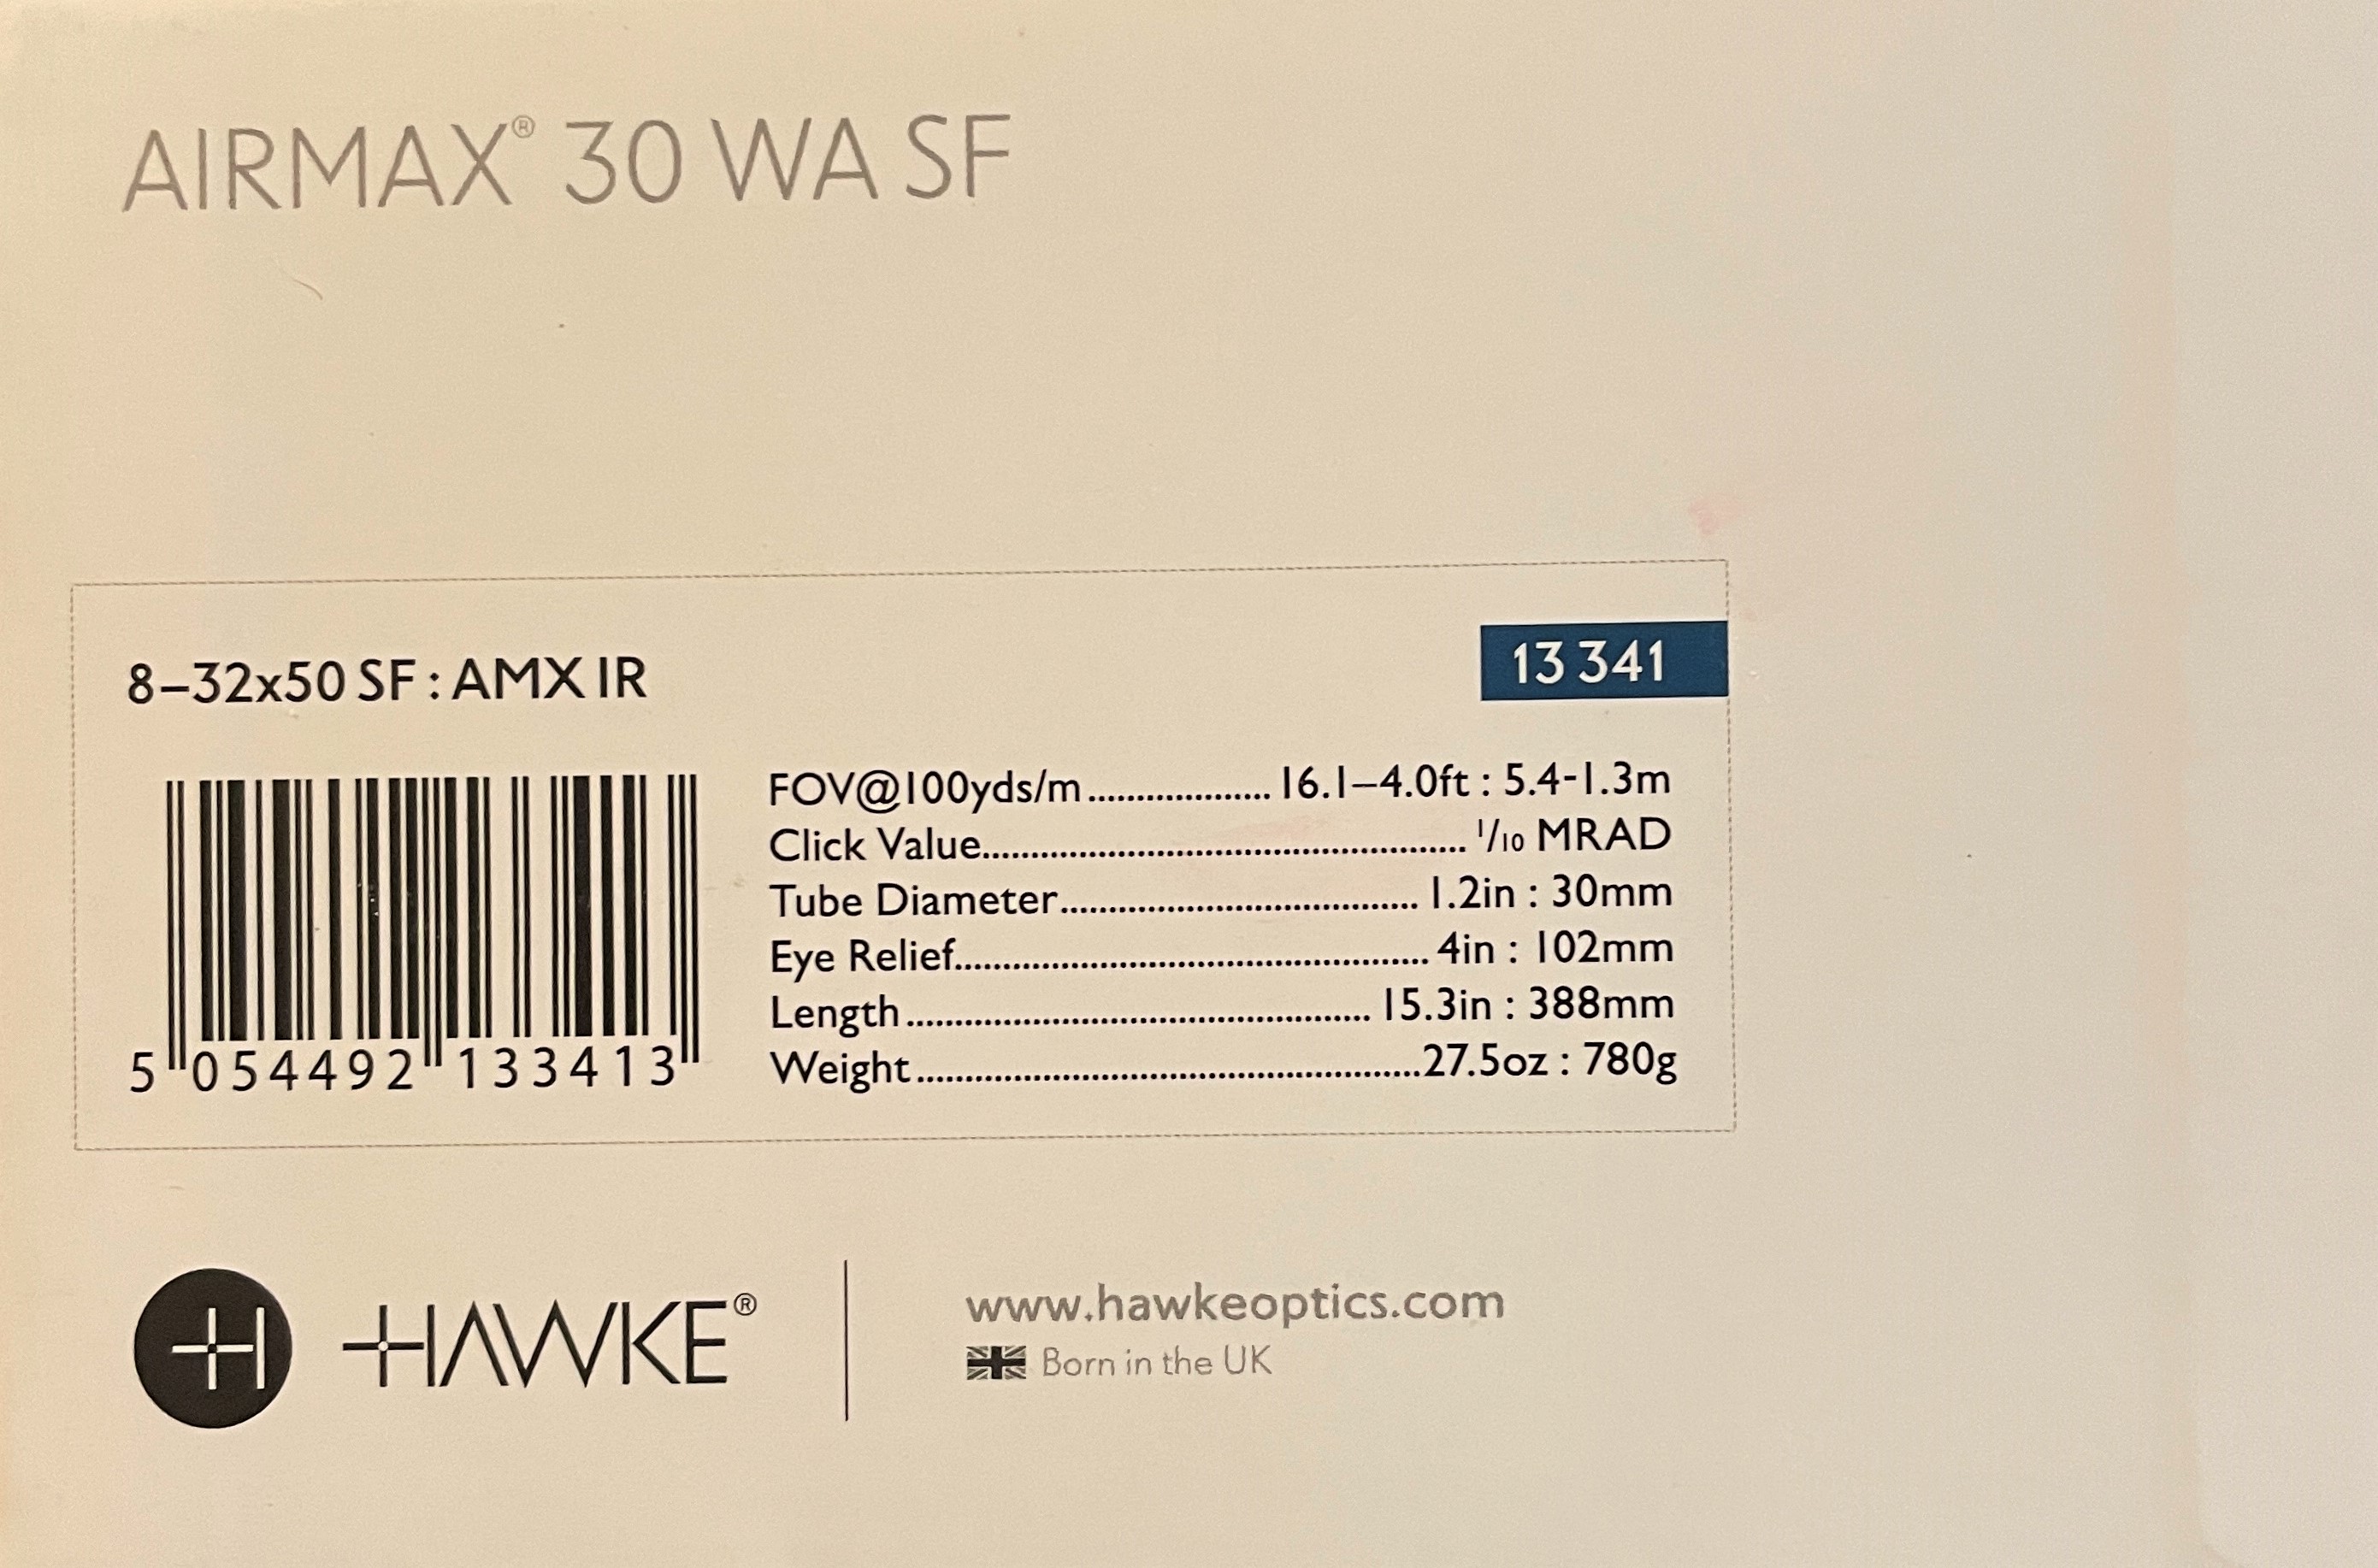 AIRMAX® 30 WA SF
8–32x50 SF : AMX IR
13 341
FOV@100yds/m................... 16.1–4.0ft : 5.4-1.3m
Click Value.................................................. 1/10 MRAD
Tube Diameter..................................... 1.2in : 30mm
Eye Relief................................................. 4in : 102mm
Length................................................ 15.3in : 388mm
Weight....................................................27.5oz : 780g
5 054492 133413
H HAWKE®
www.hawkeoptics.com
Born in the UK